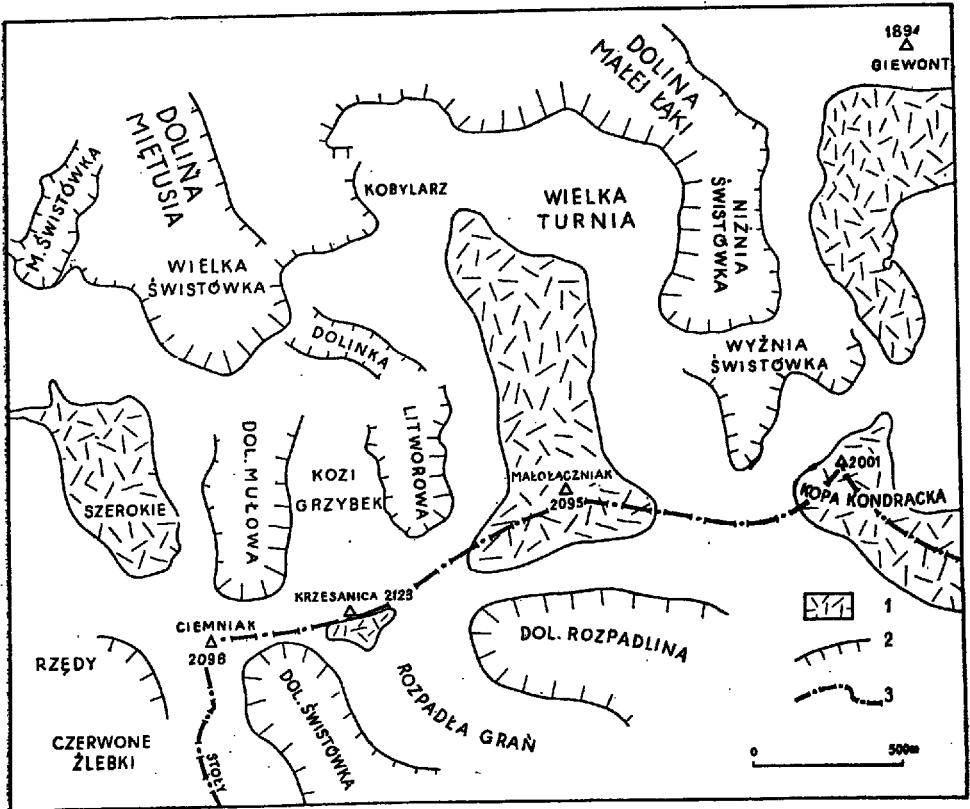 1894
GIEWONT
DOLINA
MAŁEJ ŁĄKI
DOLINA
MIĘTUSIA
M. ŚWISTÓWKA
KOBYLARZ
WIELKA
TURNIA
NIŻNIA
ŚWISTÓWKA
WIELKA
ŚWISTÓWKA
DOLINKA
WYŻNIA
ŚWISTÓWKA
LITWOROWA
DOL. MUŁOWA
KOZI
GRZYBEK
MAŁOŁĄCZNIAK
2095
2001
KOPA KONDRACKA
SZEROKIE
KRZESANICA 2123
CIEMNIAK
2096
DOL. ROZPADLINA
1
2
3
RZĘDY
DOL. ŚWISTÓWKA
ROZPADŁA GRAŃ
CZERWONE
ŻLEBKI
STOŁY
0 500m